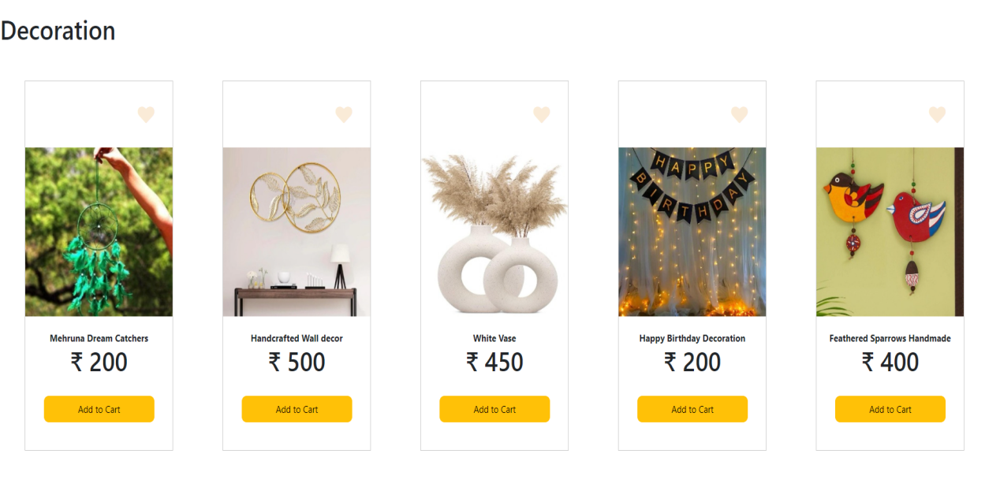 Decoration
HAPPY
BIRTHDAY
Mehruna Dream Catchers
₹ 200
Add to Cart
Handcrafted Wall decor
₹ 500
Add to Cart
White Vase
₹ 450
Add to Cart
Happy Birthday Decoration
₹ 200
Add to Cart
Feathered Sparrows Handmade
₹ 400
Add to Cart